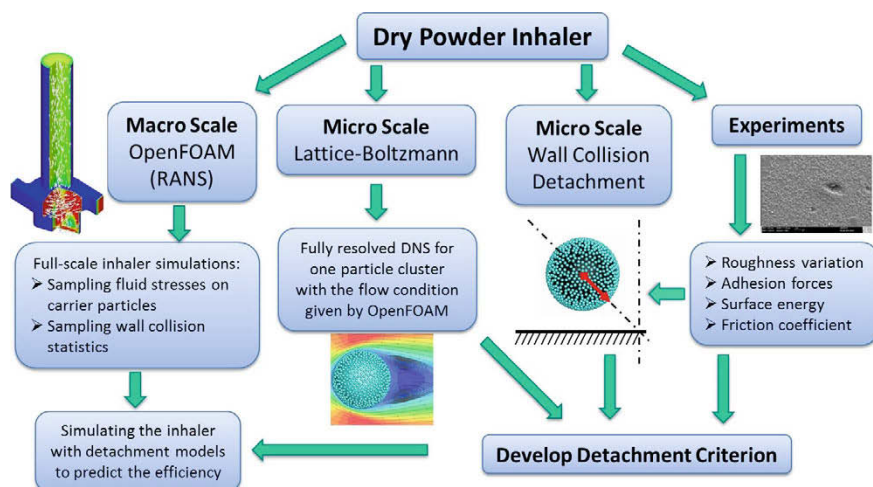 Dry Powder Inhaler
Macro Scale
OpenFOAM
(RANS)
Micro Scale
Lattice-Boltzmann
Micro Scale
Wall Collision
Detachment
Experiments
Full-scale inhaler simulations:
➢ Sampling fluid stresses on
carrier particles
➢ Sampling wall collision
statistics
Fully resolved DNS for
one particle cluster
with the flow condition
given by OpenFOAM
➢ Roughness variation
➢ Adhesion forces
➢ Surface energy
➢ Friction coefficient
Simulating the inhaler
with detachment models
to predict the efficiency
Develop Detachment Criterion